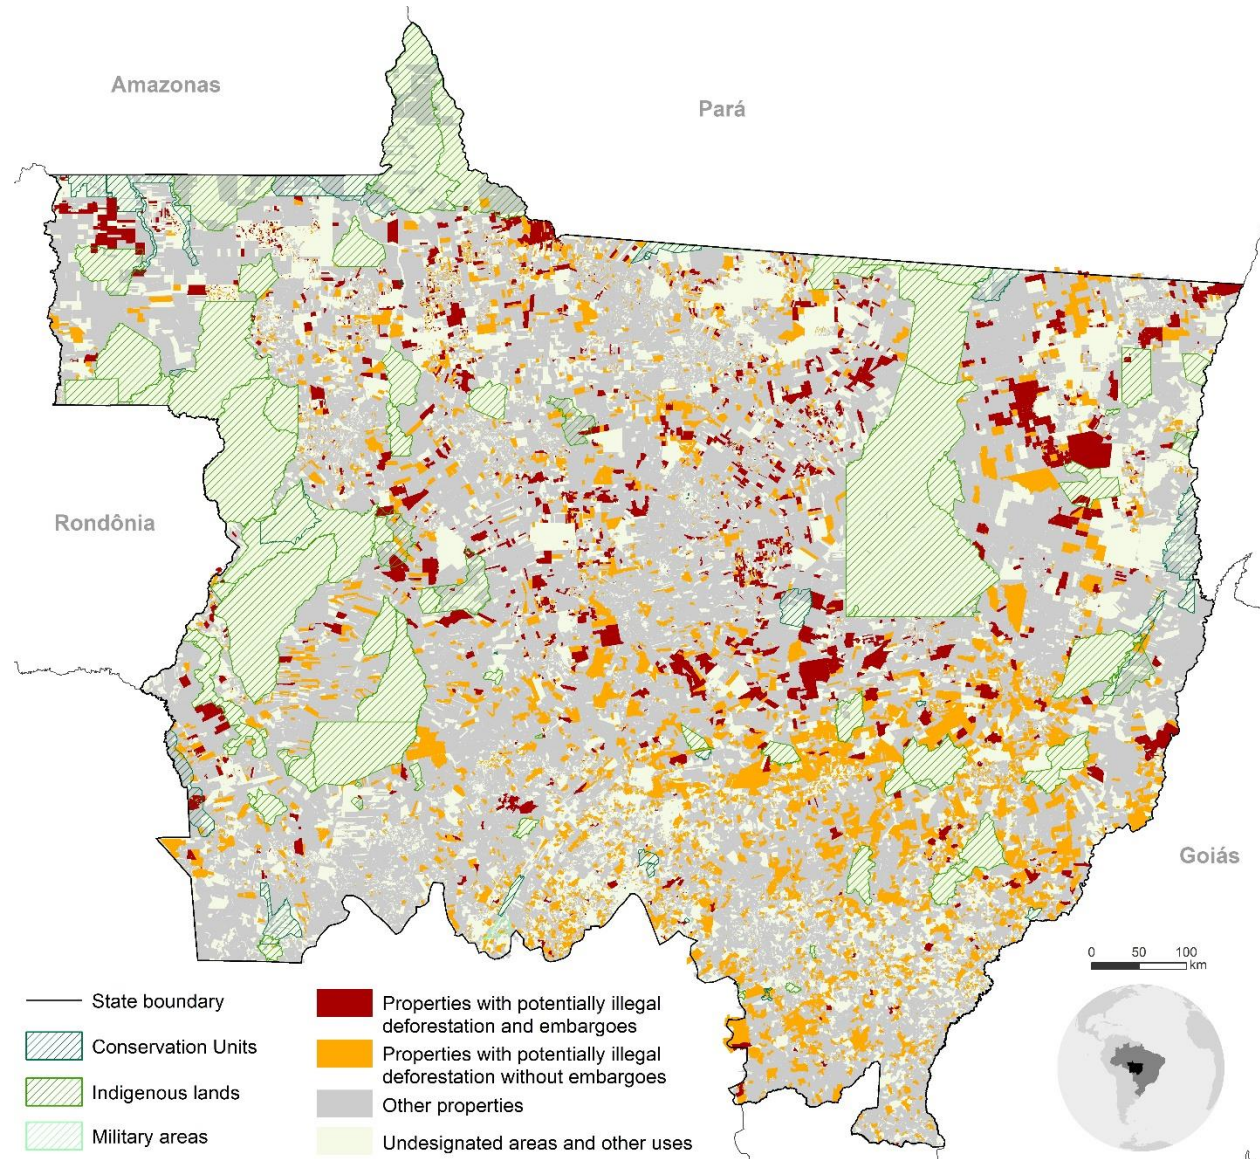 Amazonas
Pará
Rondônia
Goiás
0 50 100
km
State boundary
Conservation Units
Indigenous lands
Military areas
Properties with potentially illegal
deforestation and embargoes
Properties with potentially illegal
deforestation without embargoes
Other properties
Undesignated areas and other uses